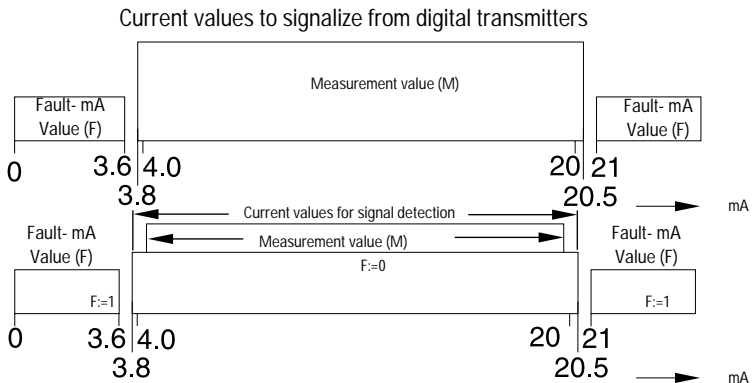 Current values to signalize from digital transmitters
Measurement value (M)
Fault- mA
Value (F)
Fault- mA
Value (F)
0
3.6
4.0
20
21
3.8
20.5
mA
Current values for signal detection
Fault- mA
Value (F)
Measurement value (M)
Fault- mA
Value (F)
F:=0
F:=1
F:=1
0
3.6
4.0
20
21
3.8
20.5
mA